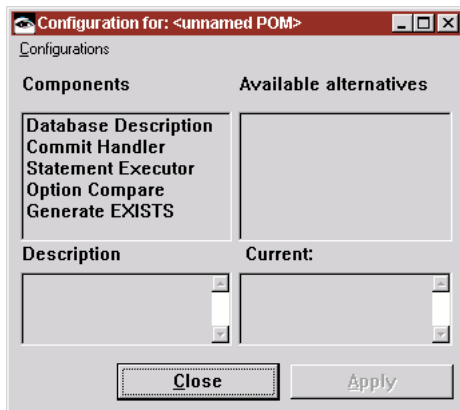 Configuration for: <unnamed POM>
Configurations
Components
Available alternatives
Database Description
Commit Handler
Statement Executor
Option Compare
Generate EXISTS
Description
Current:
Close
Apply